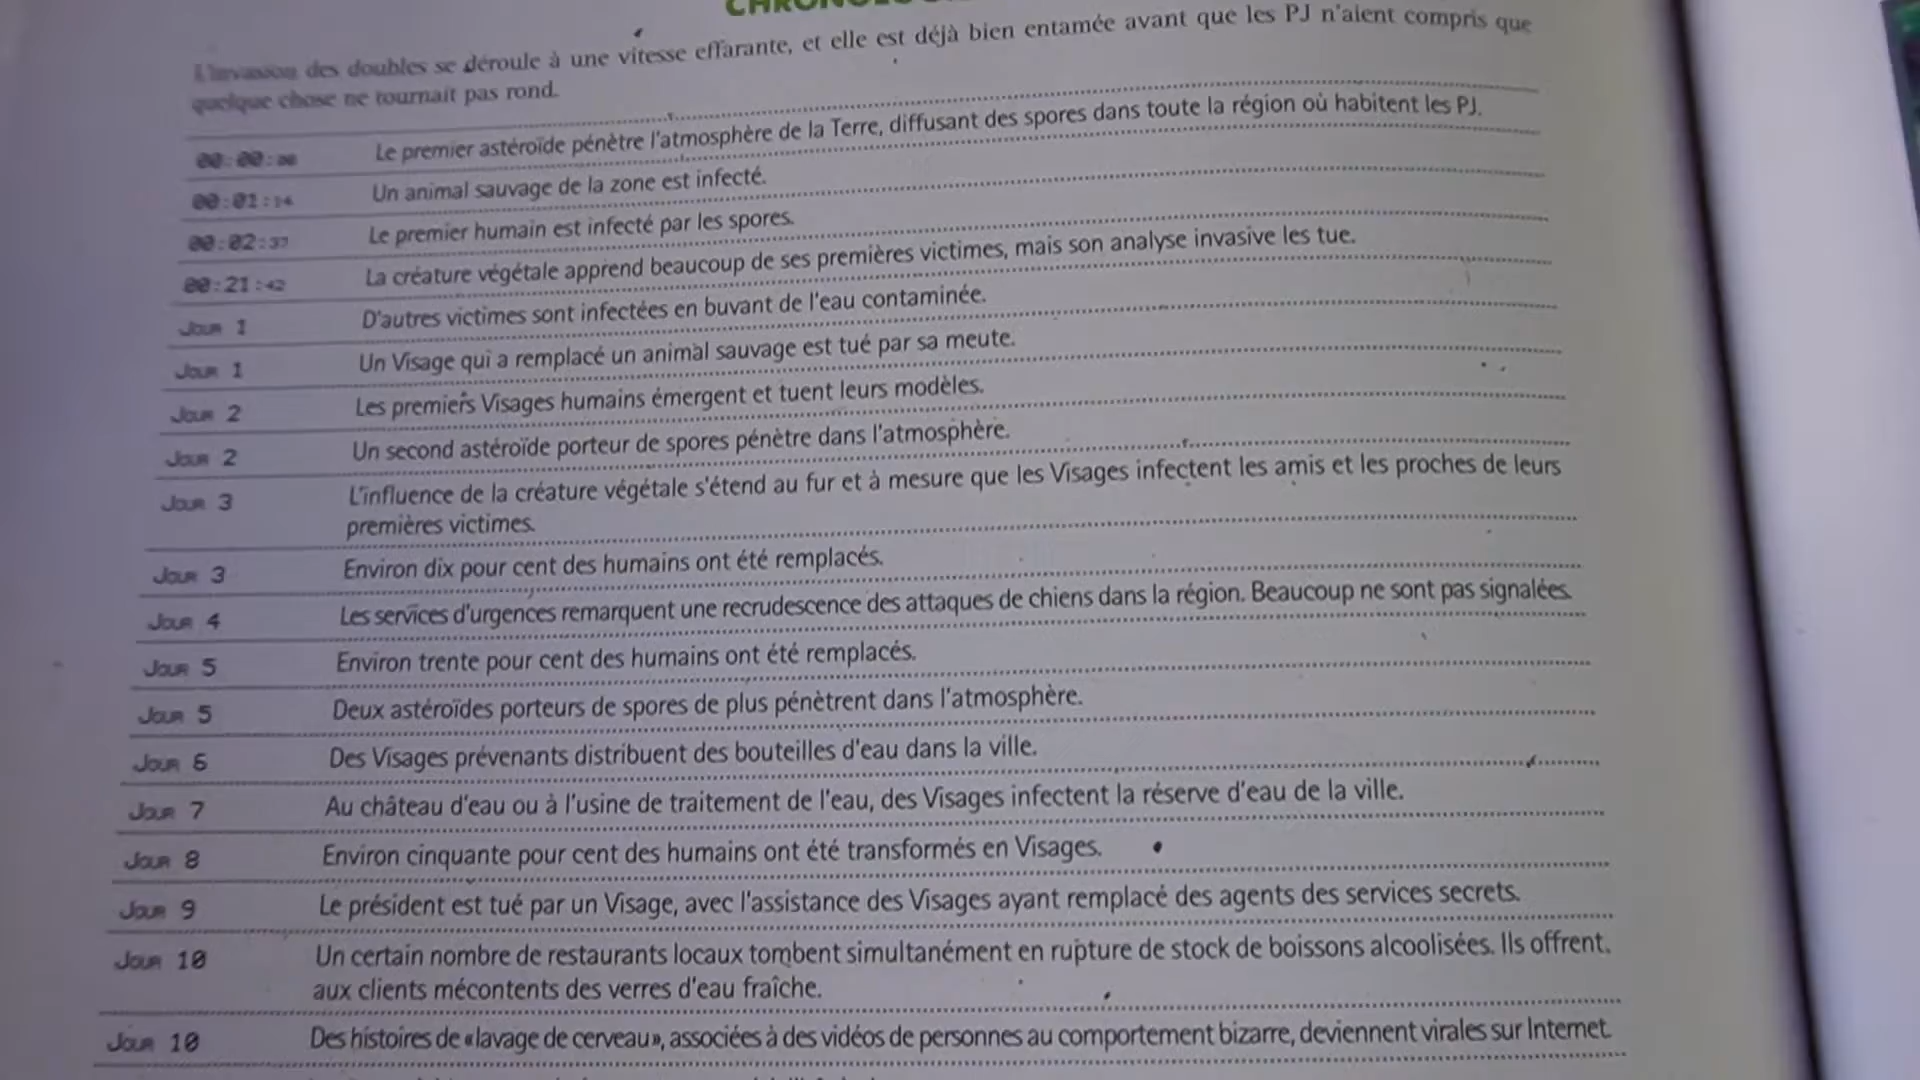 L'invasion des doubles se déroule à une vitesse effarante, et elle est déjà bien entamée avant que les PJ n'aient compris que
quelque chose ne tournait pas rond.
00:00:00 Le premier astéroïde pénètre l'atmosphère de la Terre, diffusant des spores dans toute la région où habitent les PJ.
00:01:14 Un animal sauvage de la zone est infecté.
00:02:37 Le premier humain est infecté par les spores.
00:21:42 La créature végétale apprend beaucoup de ses premières victimes, mais son analyse invasive les tue.
Jour 1 D'autres victimes sont infectées en buvant de l'eau contaminée.
Jour 1 Un Visage qui a remplacé un animal sauvage est tué par sa meute.
Jour 2 Les premiers Visages humains émergent et tuent leurs modèles.
Jour 2 Un second astéroïde porteur de spores pénètre dans l'atmosphère.
Jour 3 L'influence de la créature végétale s'étend au fur et à mesure que les Visages infectent les amis et les proches de leurs
premières victimes.
Jour 3 Environ dix pour cent des humains ont été remplacés.
Jour 4 Les services d'urgences remarquent une recrudescence des attaques de chiens dans la région. Beaucoup ne sont pas signalées.
Jour 5 Environ trente pour cent des humains ont été remplacés.
Jour 5 Deux astéroïdes porteurs de spores de plus pénètrent dans l'atmosphère.
Jour 6 Des Visages prévenants distribuent des bouteilles d'eau dans la ville.
Jour 7 Au château d'eau ou à l'usine de traitement de l'eau, des Visages infectent la réserve d'eau de la ville.
Jour 8 Environ cinquante pour cent des humains ont été transformés en Visages.
Jour 9 Le président est tué par un Visage, avec l'assistance des Visages ayant remplacé des agents des services secrets.
Jour 10 Un certain nombre de restaurants locaux tombent simultanément en rupture de stock de boissons alcoolisées. Ils offrent
aux clients mécontents des verres d'eau fraîche.
Jour 10 Des histoires de «lavage de cerveau», associées à des vidéos de personnes au comportement bizarre, deviennent virales sur Internet.